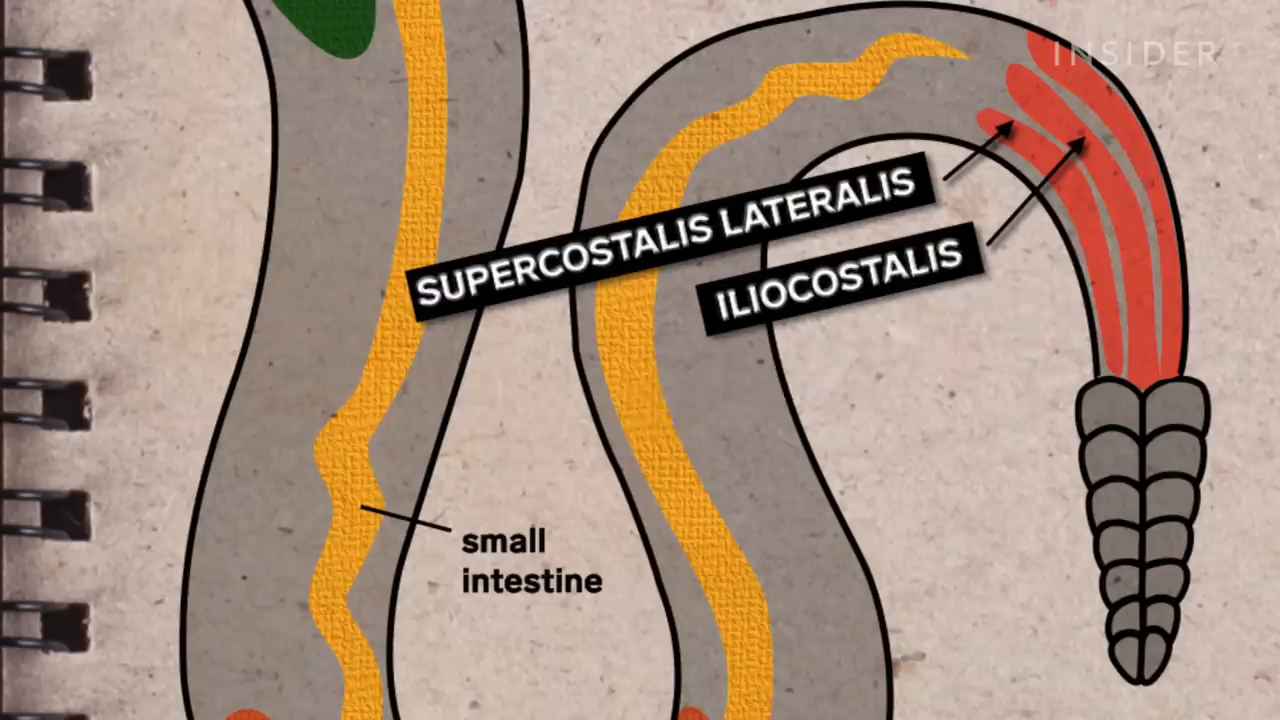 INSIDER
SUPERCOSTALIS LATERALIS
ILIOCOSTALIS
small
intestine